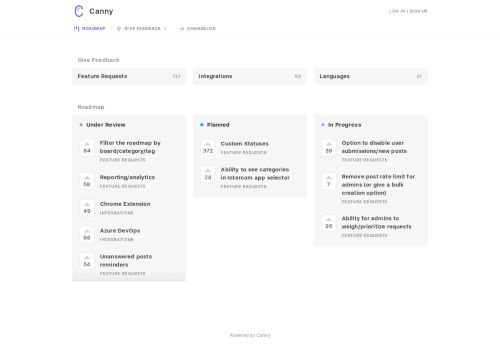 Canny
LOG IN / SIGN UP
ROADMAP
GIVE FEEDBACK
CHANGELOG
Give Feedback
Feature Requests
Integrations
Languages
Roadmap
Under Review
84
Filter the roadmap by
board/category/tag
FEATURE REQUESTS
58
Reporting/analytics
FEATURE REQUESTS
49
Chrome Extension
INTEGRATIONS
86
Azure DevOps
INTEGRATIONS
54
Unanswered posts
reminders
FEATURE REQUESTS
Planned
372
Custom Statuses
FEATURE REQUESTS
24
Ability to see categories
in Intercom app selector
FEATURE REQUESTS
In Progress
39
Option to disable user
submissions/new posts
FEATURE REQUESTS
7
Remove post rate limit for
admins (or give a bulk
creation option)
FEATURE REQUESTS
95
Ability for admins to
weigh/prioritize requests
FEATURE REQUESTS
Powered by Canny